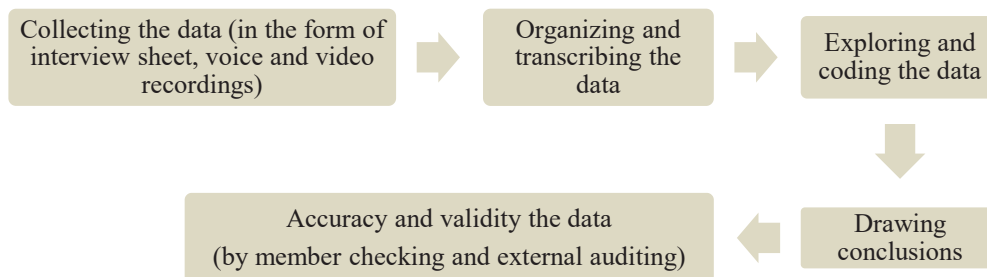 Collecting the data (in the form of
interview sheet, voice and video
recordings)
Organizing and
transcribing the
data
Exploring and
coding the data
Drawing
conclusions
Accuracy and validity the data
(by member checking and external auditing)